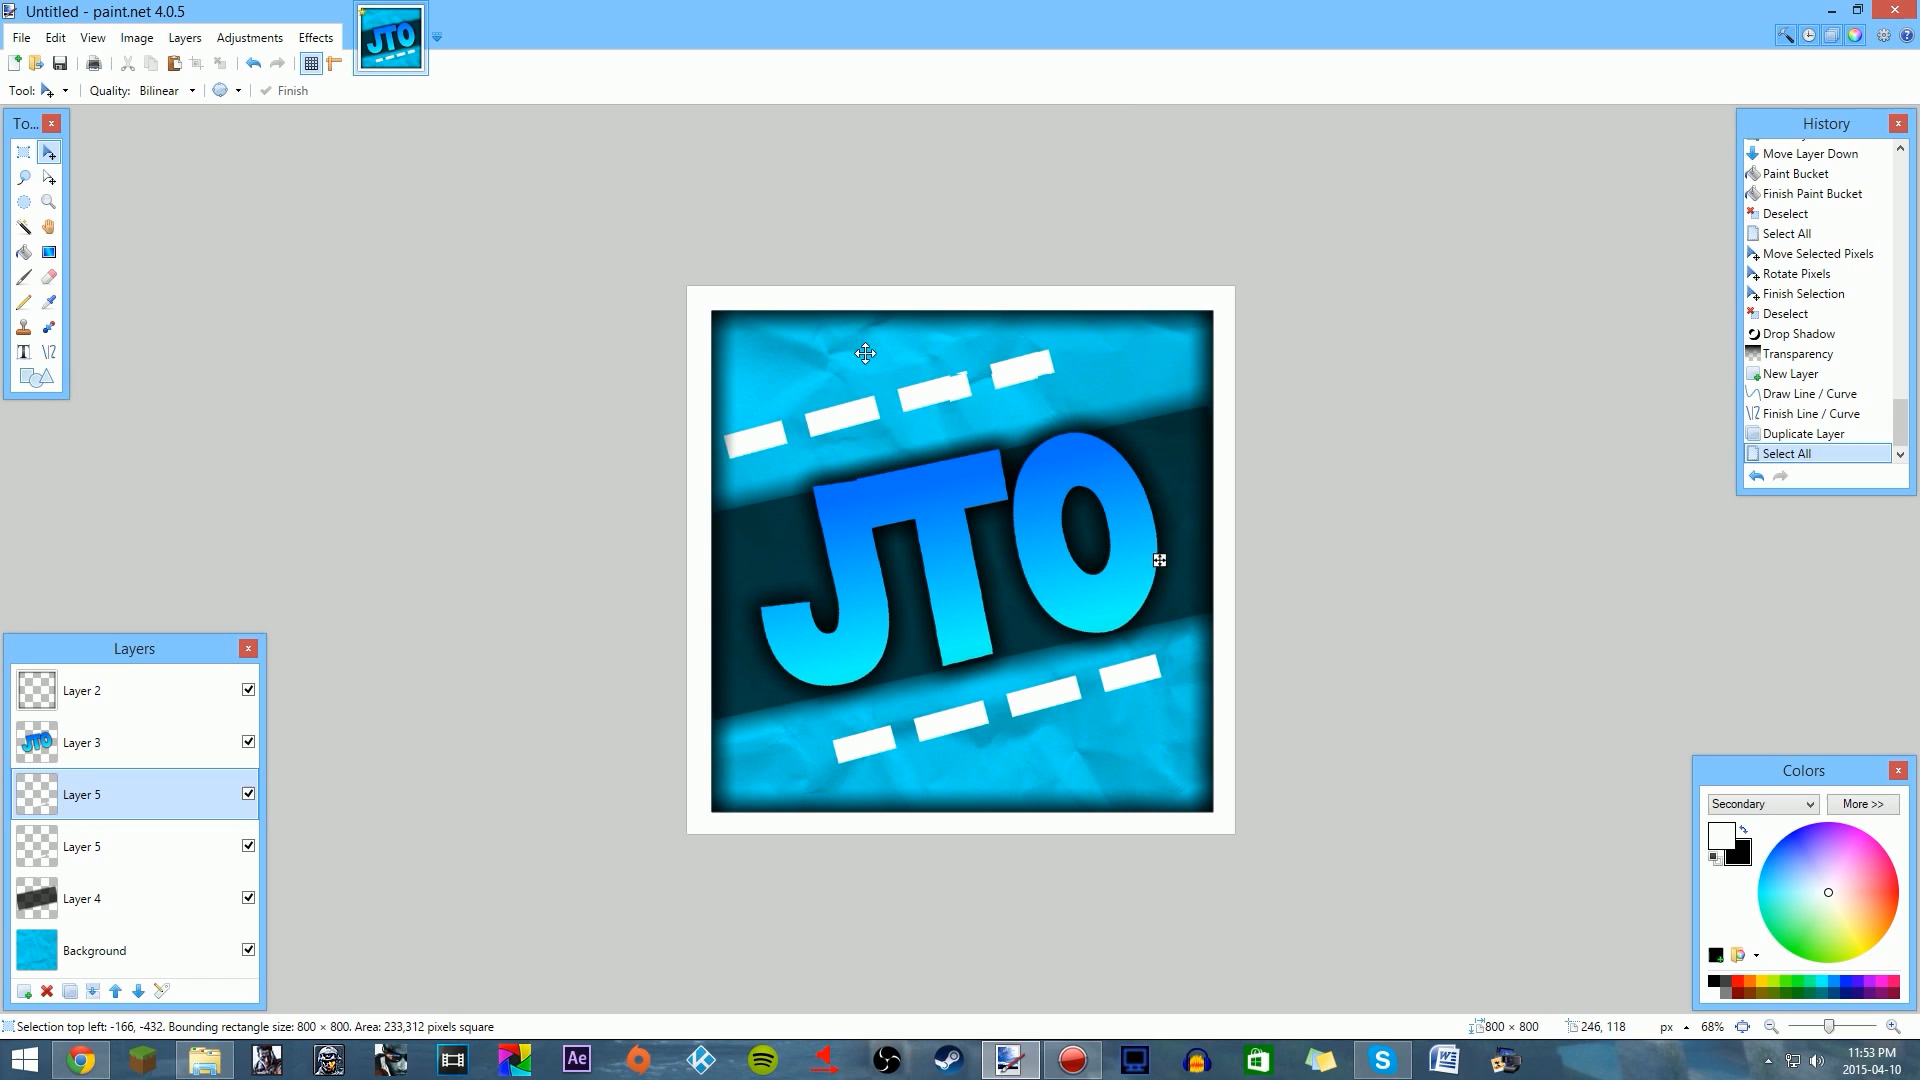 Untitled - paint.net 4.0.5
File Edit View Image Layers Adjustments Effects
Tool: Quality: Bilinear Finish
To...
History
Move Layer Down
Paint Bucket
Finish Paint Bucket
Deselect
Select All
Move Selected Pixels
Rotate Pixels
Finish Selection
Deselect
Drop Shadow
Transparency
New Layer
Draw Line / Curve
Finish Line / Curve
Duplicate Layer
Select All
JTO
Layers
Layer 2
Layer 3
Layer 5
Layer 5
Layer 4
Background
Colors
Secondary More >>
Selection top left: -166, -432. Bounding rectangle size: 800 × 800. Area: 233,312 pixels square
800 × 800 246, 118 px 68%
Ae
11:53 PM
2015-04-10